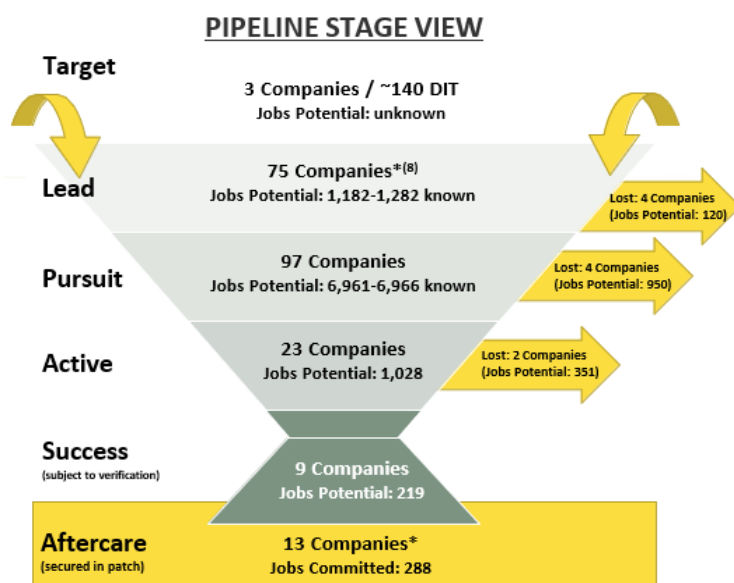 PIPELINE STAGE VIEW
Target
3 Companies / ~140 DIT
Jobs Potential: unknown
Lead
75 Companies*(8)
Jobs Potential: 1,182-1,282 known
Lost: 4 Companies
(Jobs Potential: 120)
Pursuit
97 Companies
Jobs Potential: 6,961-6,966 known
Lost: 4 Companies
(Jobs Potential: 950)
Active
23 Companies
Jobs Potential: 1,028
Lost: 2 Companies
(Jobs Potential: 351)
Success
(subject to verification)
9 Companies
Jobs Potential: 219
Aftercare
(secured in patch)
13 Companies*
Jobs Committed: 288